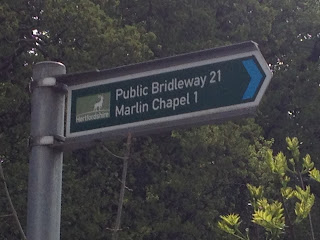 Public Bridleway 21
Marlin Chapel 1
Hertfordshire